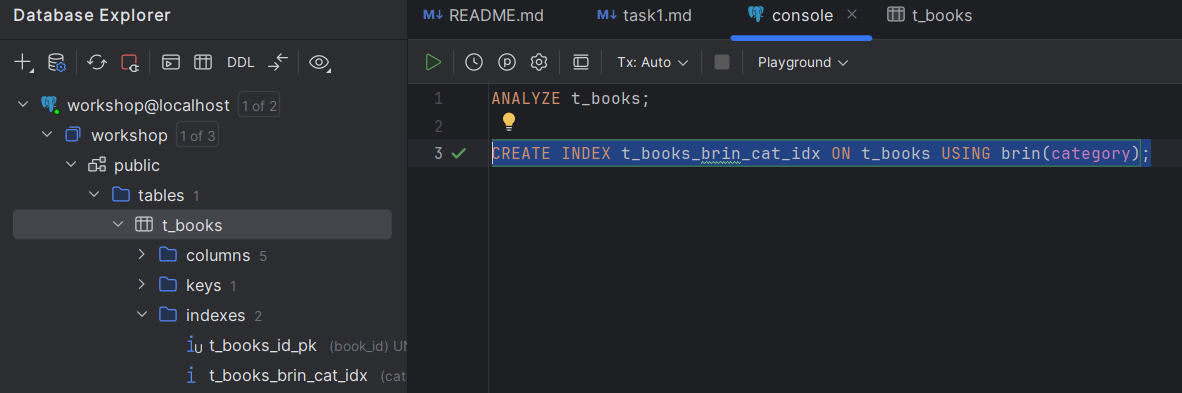 Database Explorer
README.md
task1.md
console
t_books
DDL
Tx: Auto
Playground
workshop@localhost 1 of 2
workshop 1 of 3
public
tables 1
t_books
columns 5
keys 1
indexes 2
t_books_id_pk (book_id) UN
t_books_brin_cat_idx (cat
1 ANALYZE t_books;
2
3 CREATE INDEX t_books_brin_cat_idx ON t_books USING brin(category);